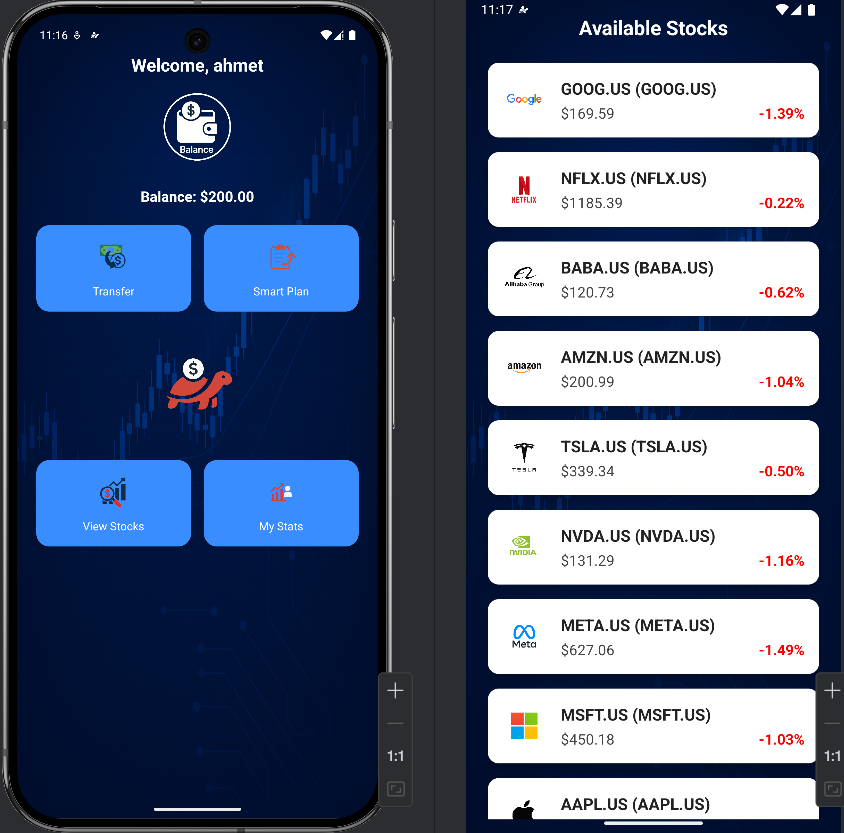 11:16
Welcome, ahmet
$
Balance
Balance: $200.00
Transfer
Smart Plan
$
View Stocks
My Stats
1:1
11:17
Available Stocks
Google
GOOG.US (GOOG.US)
$169.59
-1.39%
N
NETFLIX
NFLX.US (NFLX.US)
$1185.39
-0.22%
Alibaba Group
BABA.US (BABA.US)
$120.73
-0.62%
amazon
AMZN.US (AMZN.US)
$200.99
-1.04%
TESLA
TSLA.US (TSLA.US)
$339.34
-0.50%
NVIDIA
NVDA.US (NVDA.US)
$131.29
-1.16%
Meta
META.US (META.US)
$627.06
-1.49%
MSFT.US (MSFT.US)
$450.18
-1.03%
AAPL.US (AAPL.US)
1:1